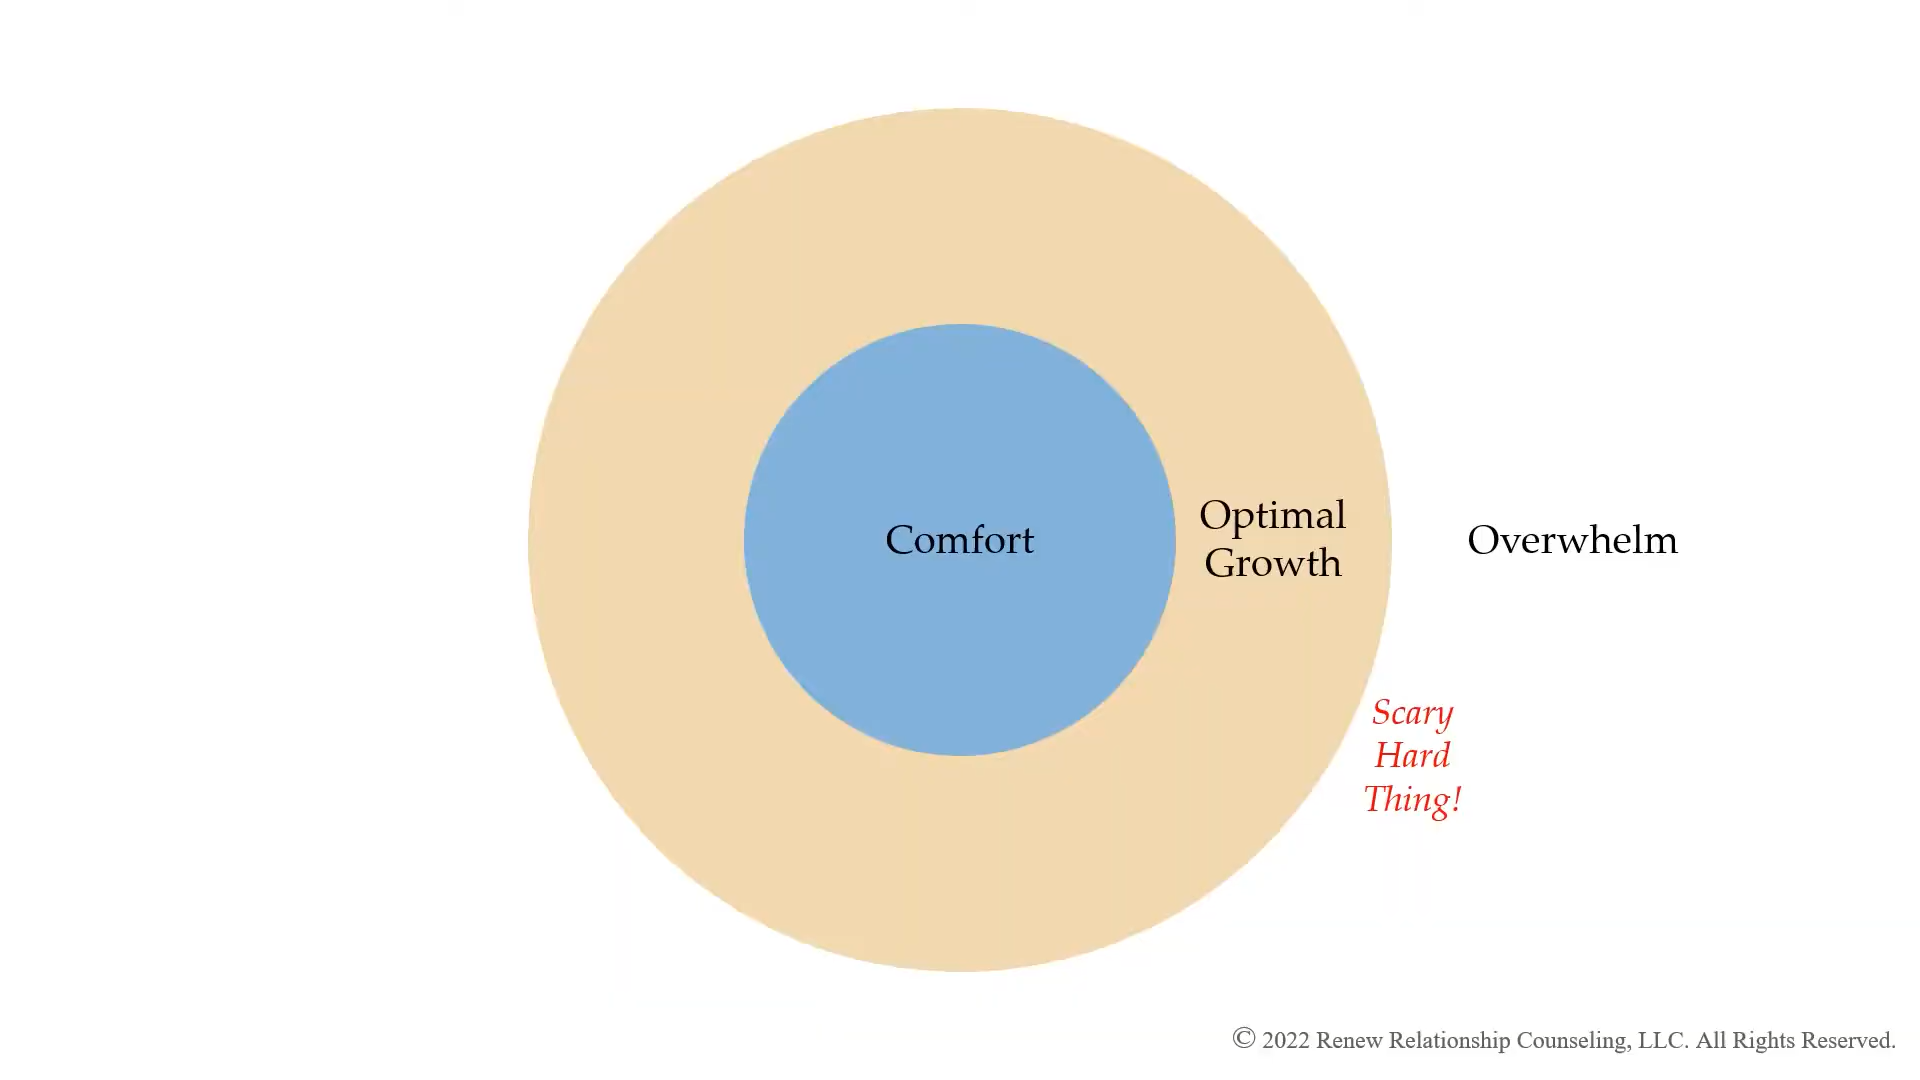 Comfort
Optimal
Growth
Overwhelm
Scary
Hard
Thing!
© 2022 Renew Relationship Counseling, LLC. All Rights Reserved.